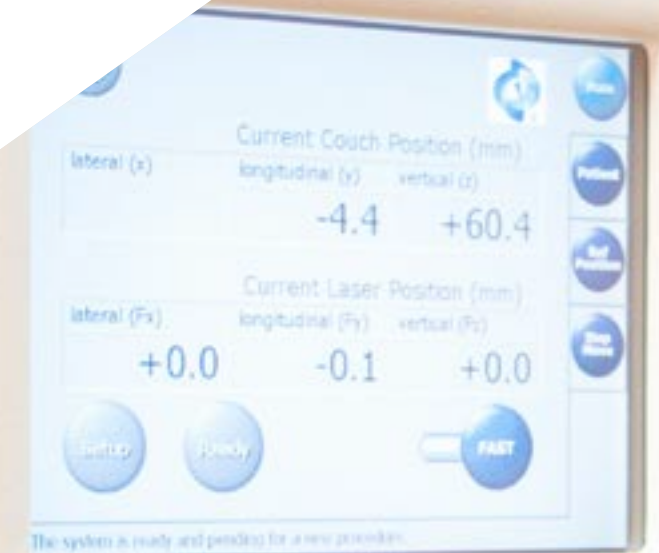 Current Couch Position (mm)
lateral (x) longitudinal (y) vertical (z)
-4.4 +60.4
Current Laser Position (mm)
lateral (Fx) longitudinal (Fy) vertical (Fz)
+0.0 -0.1 +0.0
Setup Ready FAST
Patient
Position
The system is ready and pending for a new procedure.